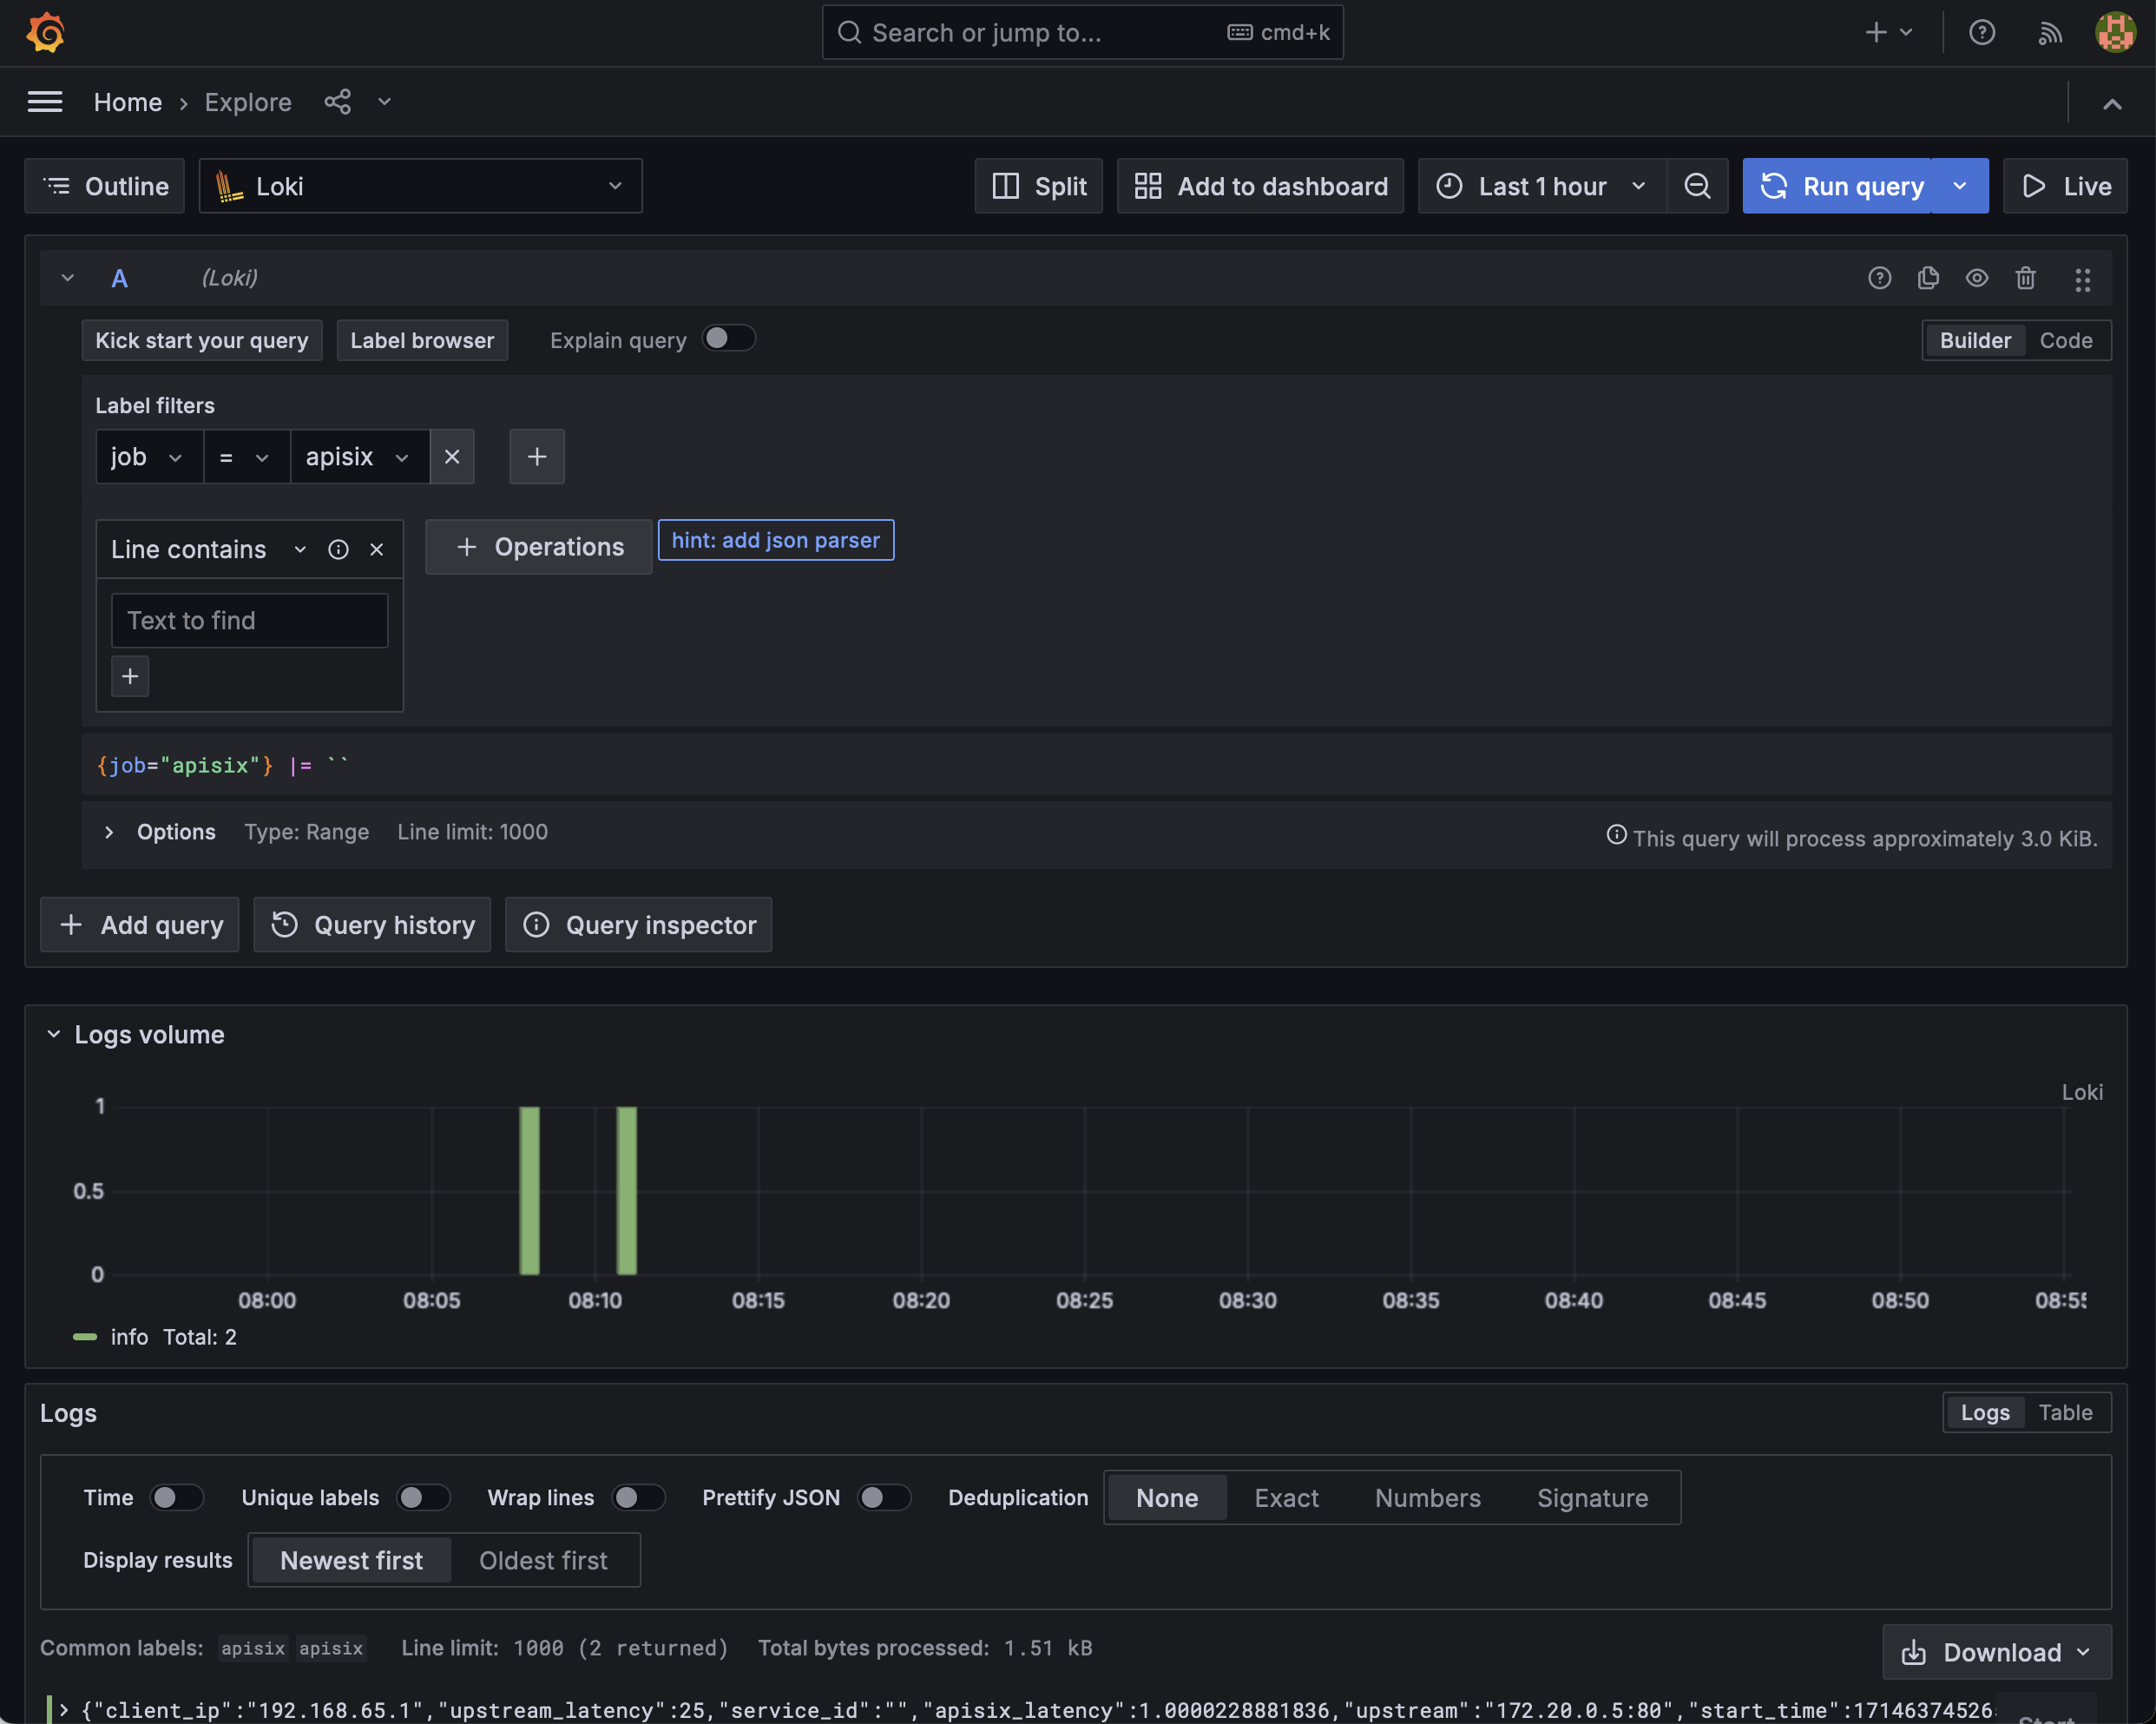 Search or jump to... cmd+k
Home › Explore
Outline Loki Split Add to dashboard Last 1 hour Run query Live
A (Loki)
Kick start your query Label browser Explain query Builder Code
Label filters
job = apisix
Line contains Operations hint: add json parser
Text to find
{job="apisix"} |= ``
Options Type: Range Line limit: 1000 This query will process approximately 3.0 KiB.
Add query Query history Query inspector
Logs volume
Loki
1
0.5
0
08:00 08:05 08:10 08:15 08:20 08:25 08:30 08:35 08:40 08:45 08:50 08:55
info Total: 2
Logs Logs Table
Time Unique labels Wrap lines Prettify JSON Deduplication None Exact Numbers Signature
Display results Newest first Oldest first
Common labels: apisix apisix Line limit: 1000 (2 returned) Total bytes processed: 1.51 kB Download
{"client_ip":"192.168.65.1","upstream_latency":25,"service_id":"","apisix_latency":1.0000228881836,"upstream":"172.20.0.5:80","start_time":17146374526